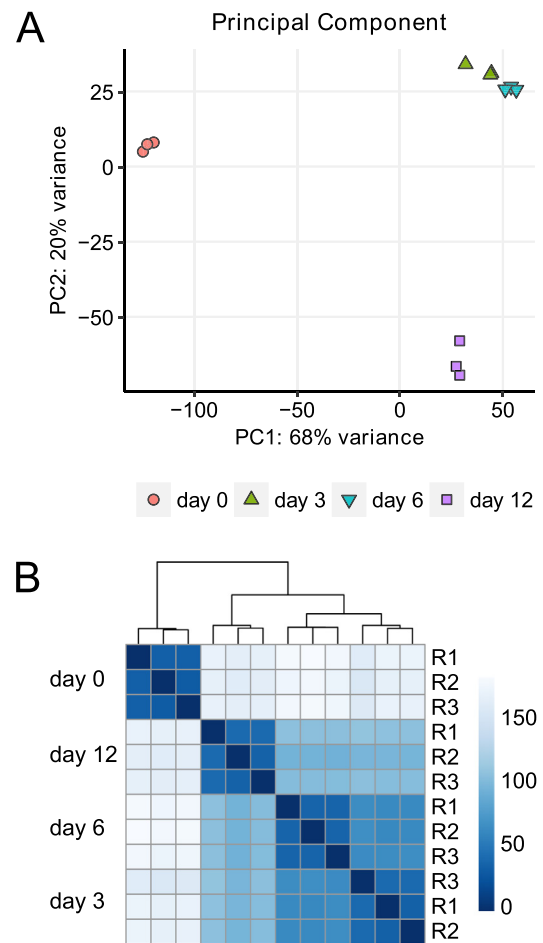 A
Principal Component
25
0
−25
−50
PC2: 20% variance
−100
−50
0
50
PC1: 68% variance
day 0
day 3
day 6
day 12
B
day 0
day 12
day 6
day 3
R1
R2
R3
R1
R2
R3
R1
R2
R3
R3
R1
R2
150
100
50
0